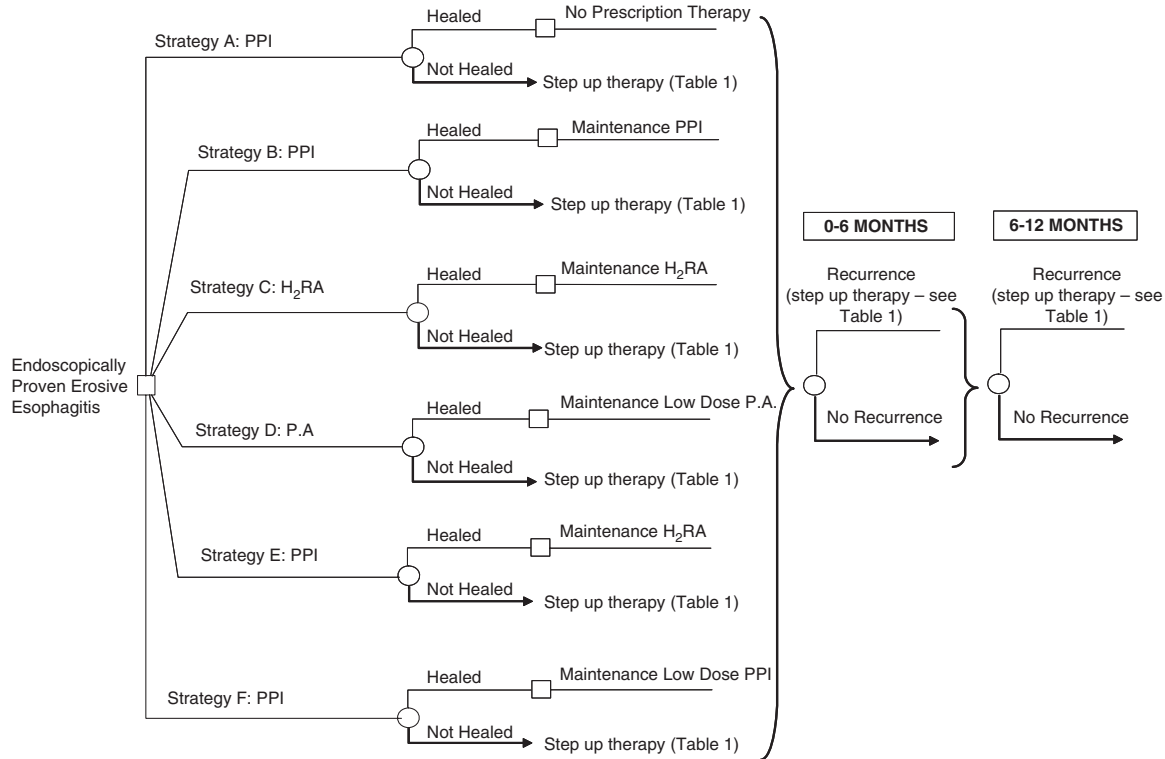 Endoscopically
Proven Erosive
Esophagitis
Strategy A: PPI
Healed
No Prescription Therapy
Not Healed
Step up therapy (Table 1)
Strategy B: PPI
Healed
Maintenance PPI
Not Healed
Step up therapy (Table 1)
Strategy C: H₂RA
Healed
Maintenance H₂RA
Not Healed
Step up therapy (Table 1)
Strategy D: P.A
Healed
Maintenance Low Dose P.A.
Not Healed
Step up therapy (Table 1)
Strategy E: PPI
Healed
Maintenance H₂RA
Not Healed
Step up therapy (Table 1)
Strategy F: PPI
Healed
Maintenance Low Dose PPI
Not Healed
Step up therapy (Table 1)
0-6 MONTHS
Recurrence
(step up therapy – see
Table 1)
No Recurrence
6-12 MONTHS
Recurrence
(step up therapy – see
Table 1)
No Recurrence